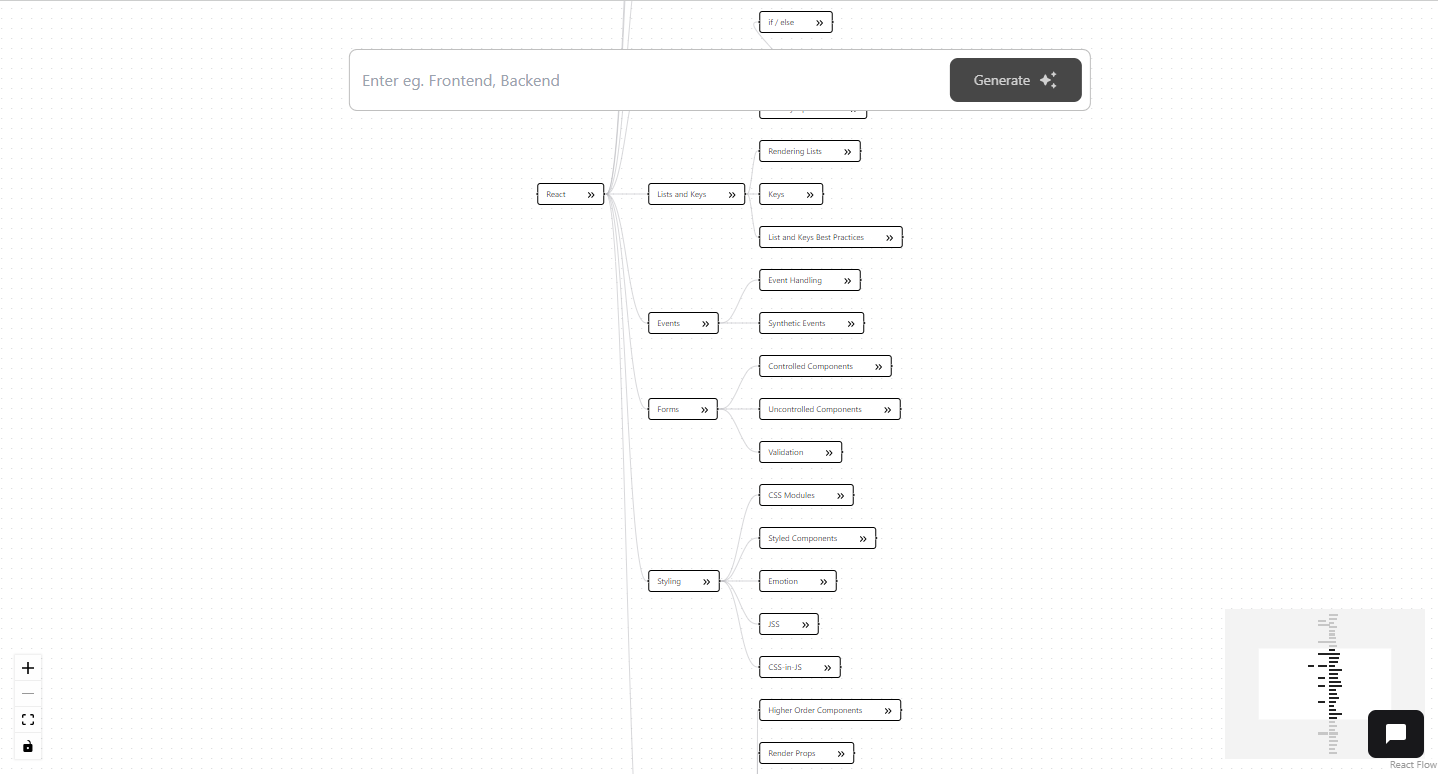 if / else
Enter eg. Frontend, Backend
Generate
Rendering Lists
React
Lists and Keys
Keys
List and Keys Best Practices
Event Handling
Events
Synthetic Events
Controlled Components
Forms
Uncontrolled Components
Validation
CSS Modules
Styled Components
Styling
Emotion
JSS
CSS-in-JS
Higher Order Components
Render Props
React Flow